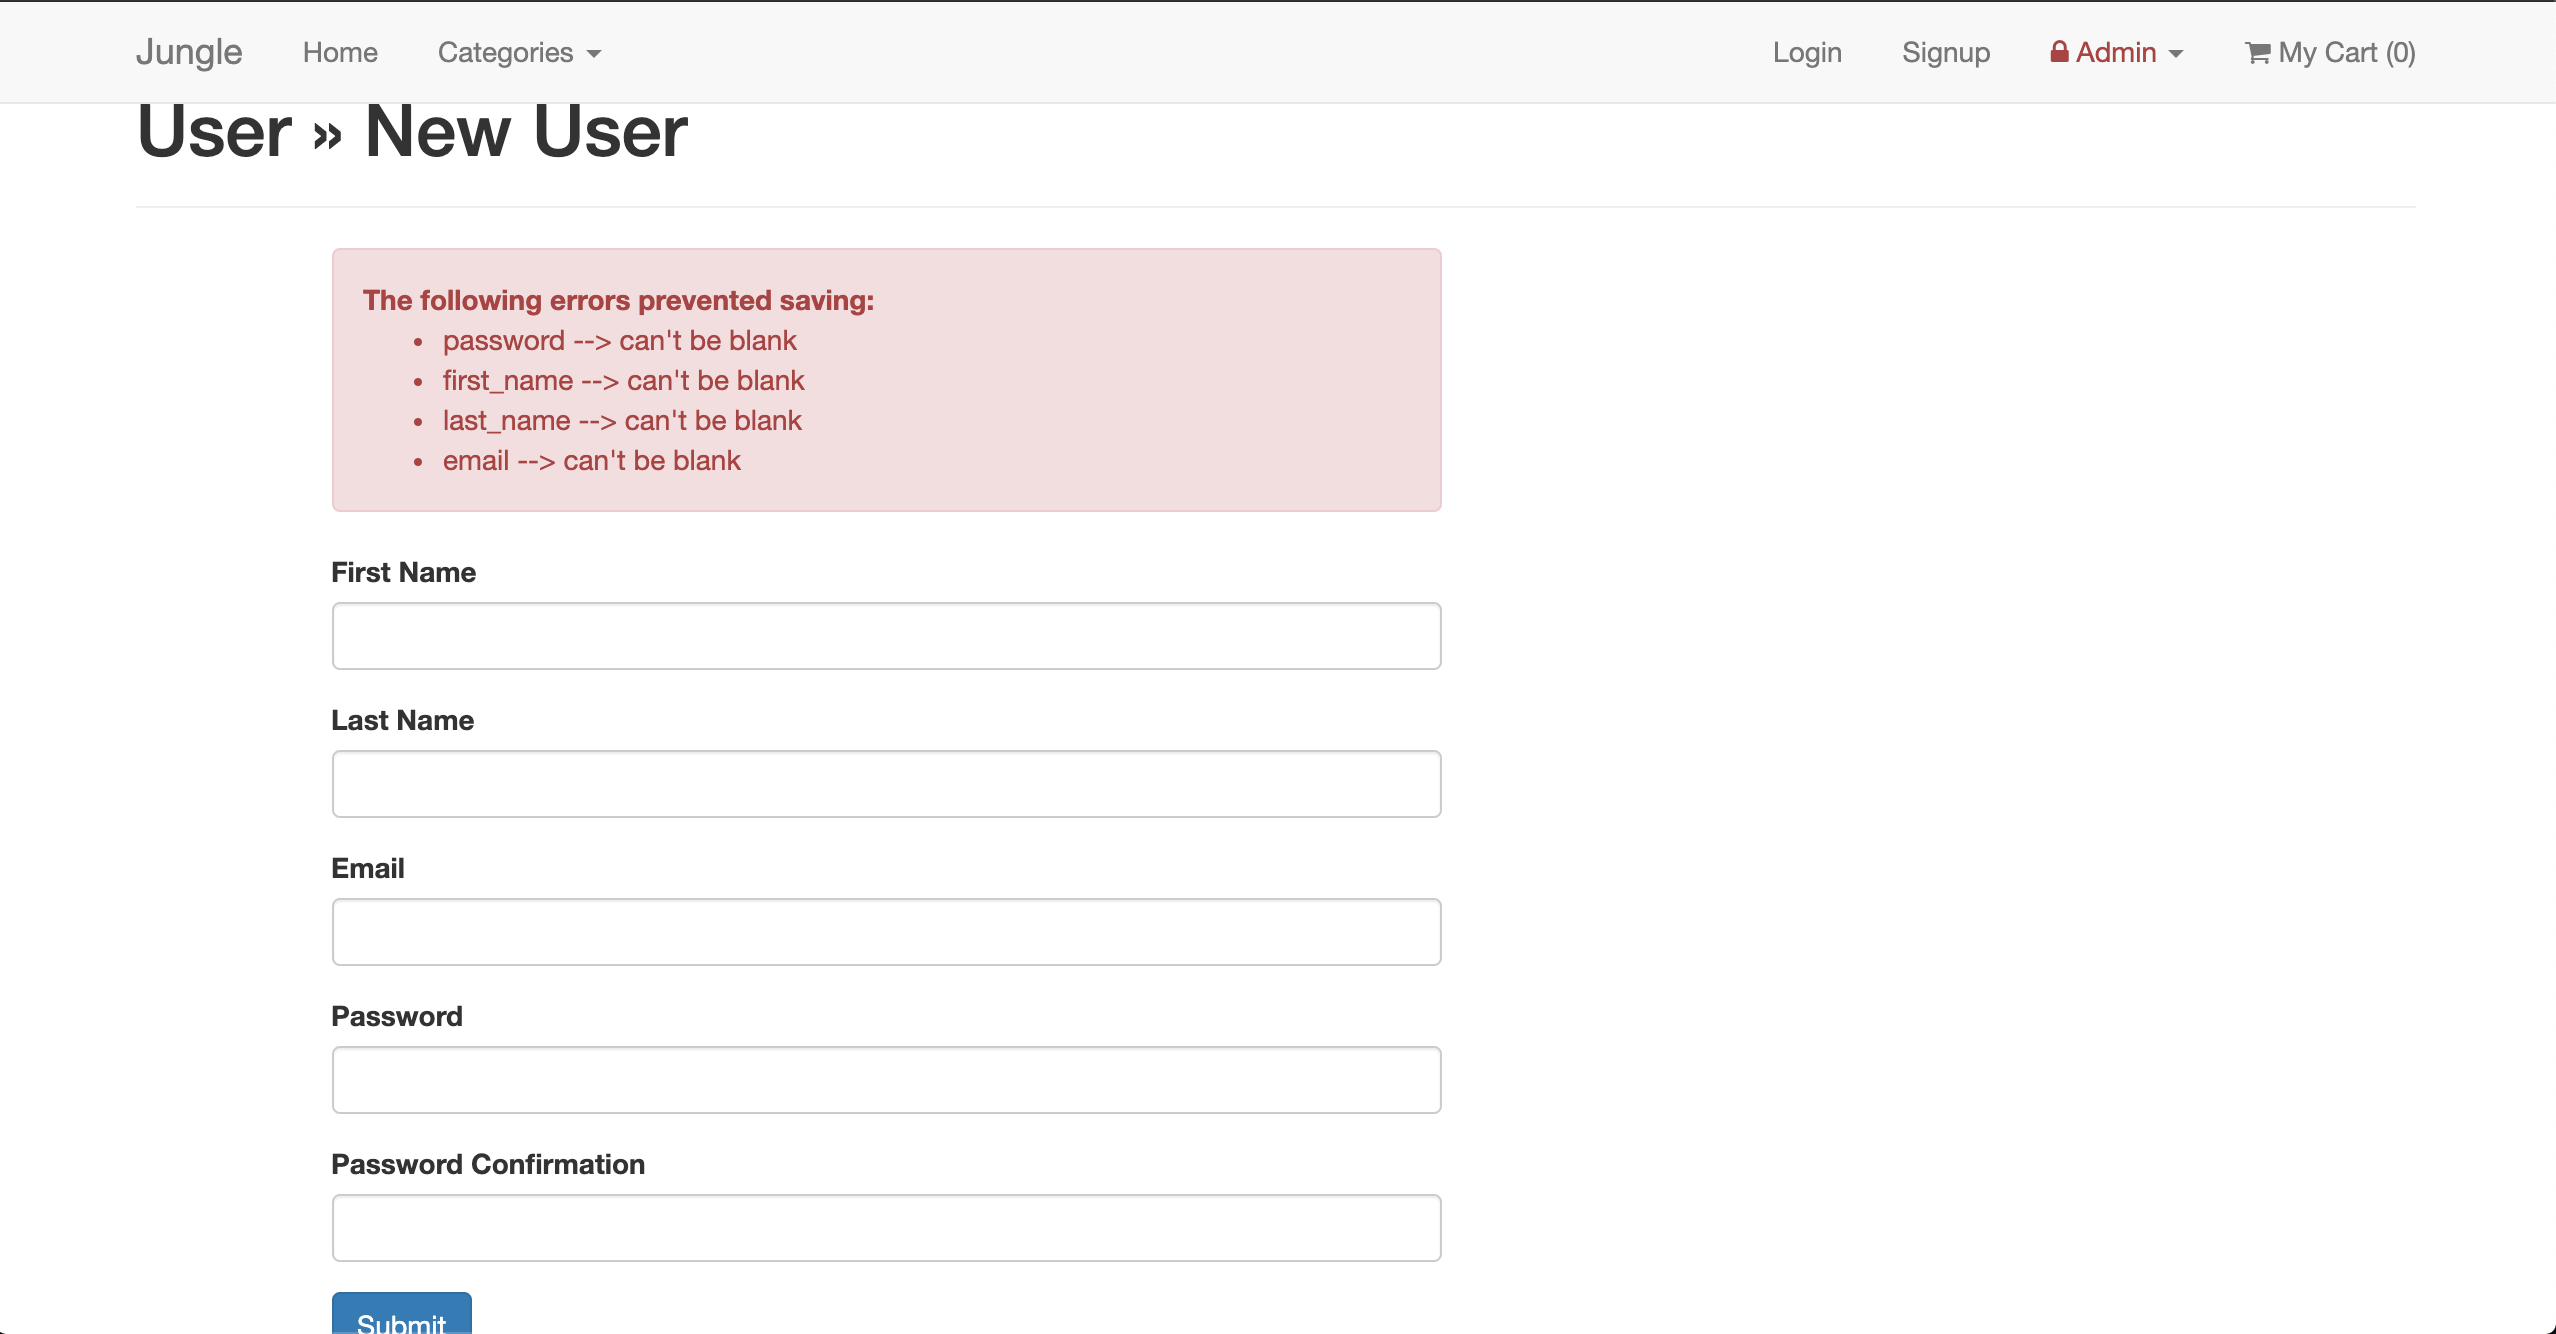 Jungle Home Categories Login Signup Admin My Cart (0)
User » New User
The following errors prevented saving:
password --> can't be blank
first_name --> can't be blank
last_name --> can't be blank
email --> can't be blank
First Name
Last Name
Email
Password
Password Confirmation
Submit